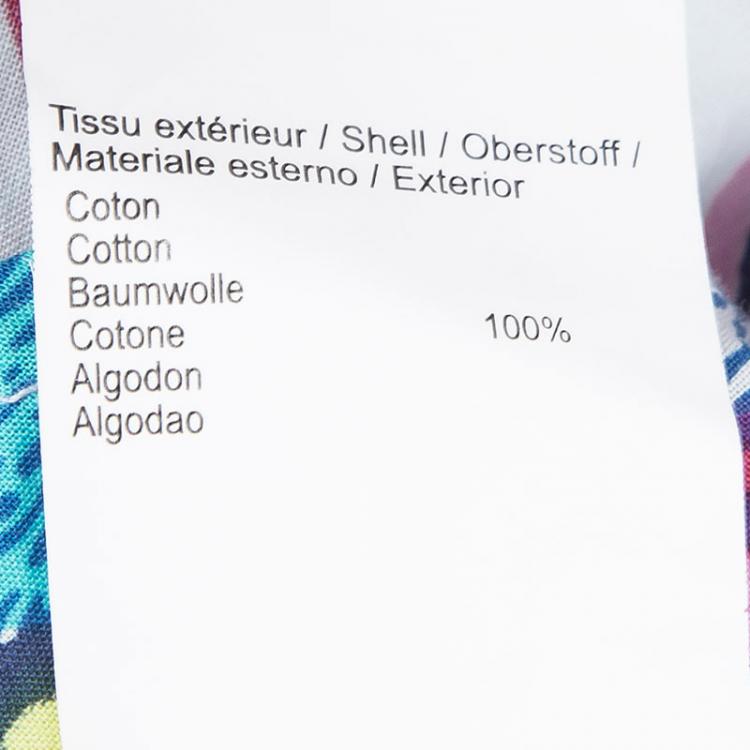 Tissu extérieur / Shell / Oberstoff /
Materiale esterno / Exterior
Coton
Cotton
Baumwolle
Cotone 100%
Algodon
Algodao